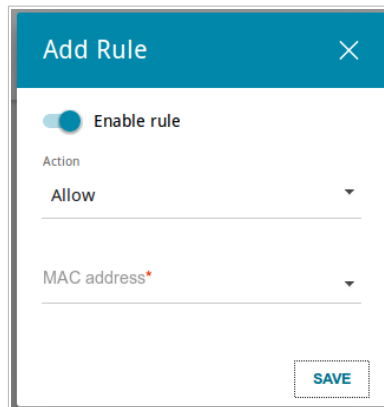 Add Rule
Enable rule
Action
Allow
MAC address*
SAVE